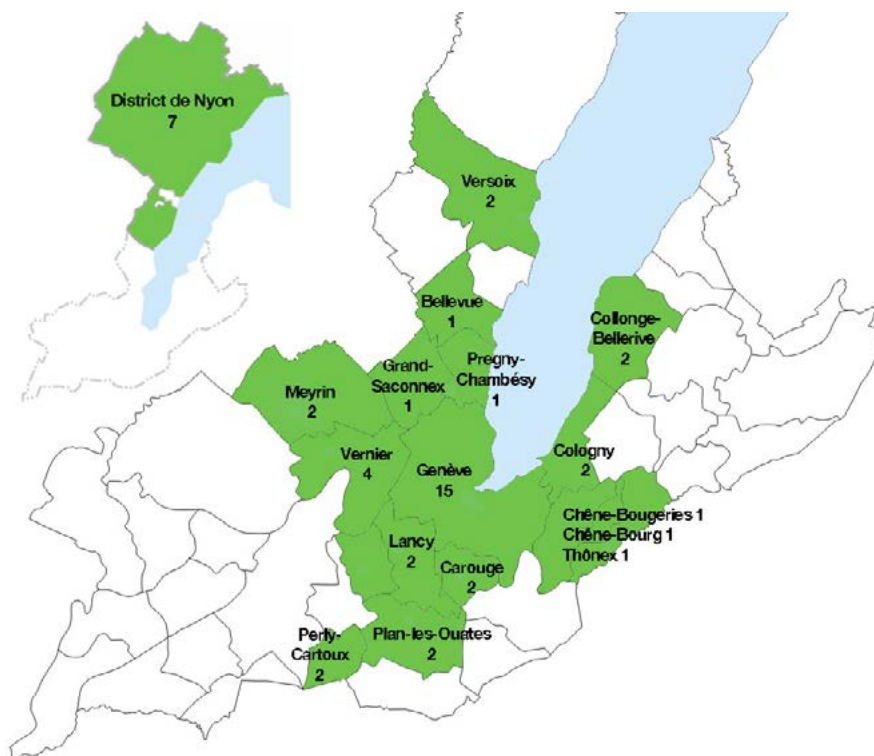 District de Nyon
7
Versoix
2
Bellevue
1
Collonge-
Bellerive
2
Pregny-
Chambésy
1
Grand-
Saconnex
1
Meyrin
2
Vernier
4
Genève
15
Cologny
2
Chêne-Bougeries 1
Chêne-Bourg 1
Thônex 1
Lancy
2
Carouge
2
Perly-
Cartoux
2
Plan-les-Ouates
2